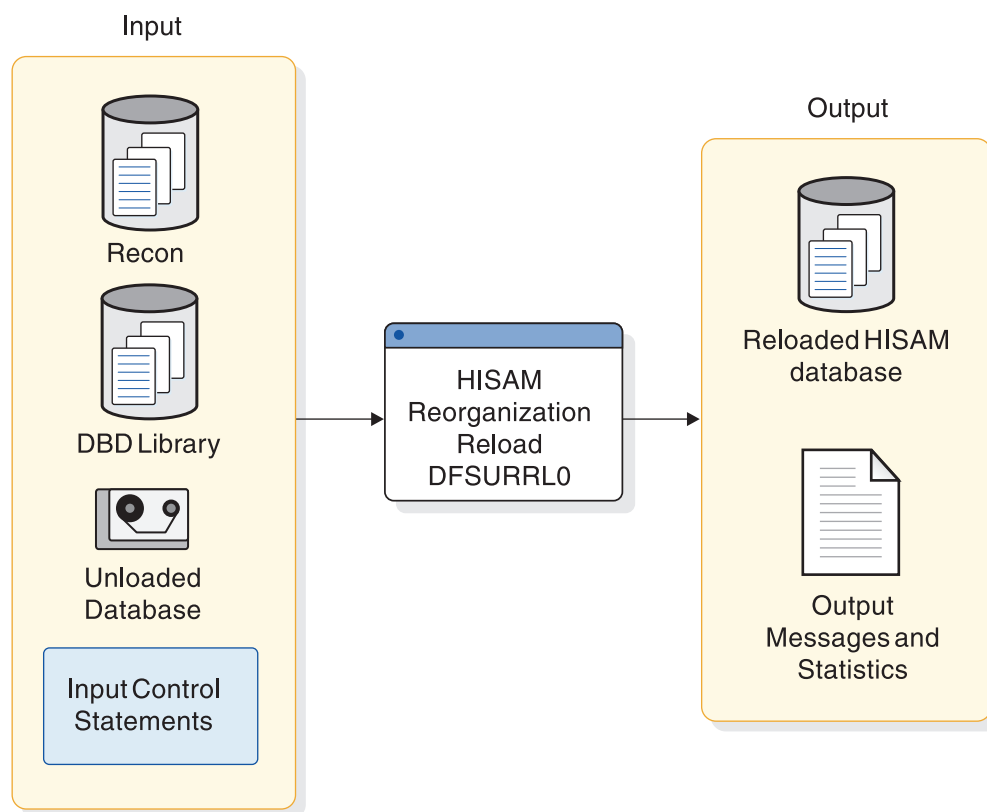 Input
Recon
DBD Library
Unloaded
Database
Input Control
Statements
HISAM
Reorganization
Reload
DFSURRL0
Output
Reloaded HISAM
database
Output
Messages and
Statistics